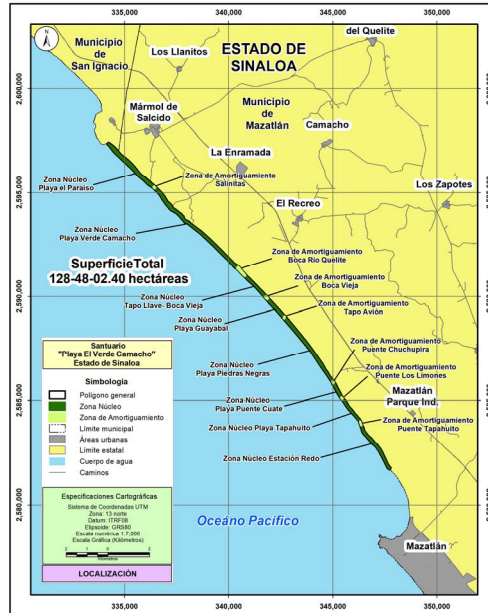 335,000
340,000
345,000
350,000
Municipio
de
San Ignacio
Los Llanitos
ESTADO DE
SINALOA
del Quelite
2,600,000
Mármol de
Salcido
Municipio
de
Mazatlán
Camacho
La Enramada
Zona Núcleo
Playa el Paraiso
Zona de Amortiguamiento
Salinitas
Los Zapotes
2,595,000
El Recreo
Zona Núcleo
Playa Verde Camacho
Zona de Amortiguamiento
Boca Río Quelite
SuperficieTotal
128-48-02.40 hectáreas
Zona de Amortiguamiento
Boca Vieja
2,590,000
Zona Núcleo
Tapo Llave- Boca Vieja
Zona de Amortiguamiento
Tapo Avión
Zona Núcleo
Playa Guayabal
Zona de Amortiguamiento
Puente Chuchupira
Zona Núcleo
Playa Piedras Negras
Zona de Amortiguamiento
Puente Los Limones
2,585,000
Zona Núcleo
Playa Puente Cuate
Mazatlán
Parque Ind.
Zona Núcleo Playa Tapahuito
Zona de Amortiguamiento
Puente Tapahuito
Zona Núcleo Estación Redo
2,580,000
Océano Pacífico
Mazatlán
Santuario
"Playa El Verde Camacho"
Estado de Sinaloa
Simbología
Polígono general
Zona Núcleo
Zona de Amortiguamiento
Límite municipal
Áreas urbanas
Límite estatal
Cuerpo de agua
Caminos
Especificaciones Cartográficas
Sistema de Coordenadas UTM
Zona: 13 norte
Datum: ITRF08
Elipsoide: GRS80
Escala numérica 1:7,000
Escala Gráfica (Kilómetros)
Kilómetros
LOCALIZACIÓN
335,000
340,000
345,000
350,000